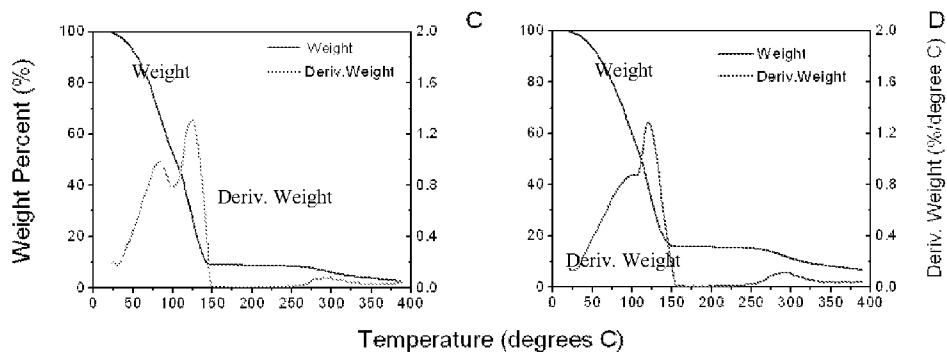 C
D
100
80
60
40
20
0
Weight Percent (%)
Weight
Deriv.Weight
Weight
Deriv. Weight
2.0
1.6
1.2
0.8
0.4
0.0
0 50 100 150 200 250 300 350 400
100
80
60
40
20
0
Weight
Deriv.Weight
Weight
Deriv. Weight
2.0
1.6
1.2
0.8
0.4
0.0
Deriv. Weight (%/degree C)
0 50 100 150 200 250 300 350 400
Temperature (degrees C)